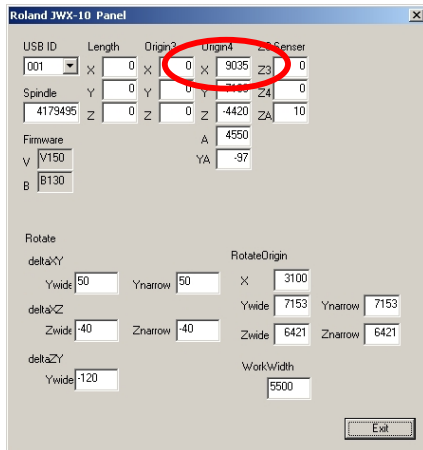 Roland JWX-10 Panel
USB ID Length Origin3 Origin4 Senser
001 X 0 X 0 X 9035 Z3 0
Y 0 Y 0 Y Z4 0
Spindle
4179495 Z 0 Z 0 Z -4420 ZA 10
Firmware A 4550
V V150 YA -97
B B130
Rotate
deltaXY RotateOrigin
Ywide 50 Ynarrow 50 X 3100
deltaXZ Ywide 7153 Ynarrow 7153
Zwide -40 Znarrow -40 Zwide 6421 Znarrow 6421
deltaZY WorkWidth
Ywide -120 5500
Exit